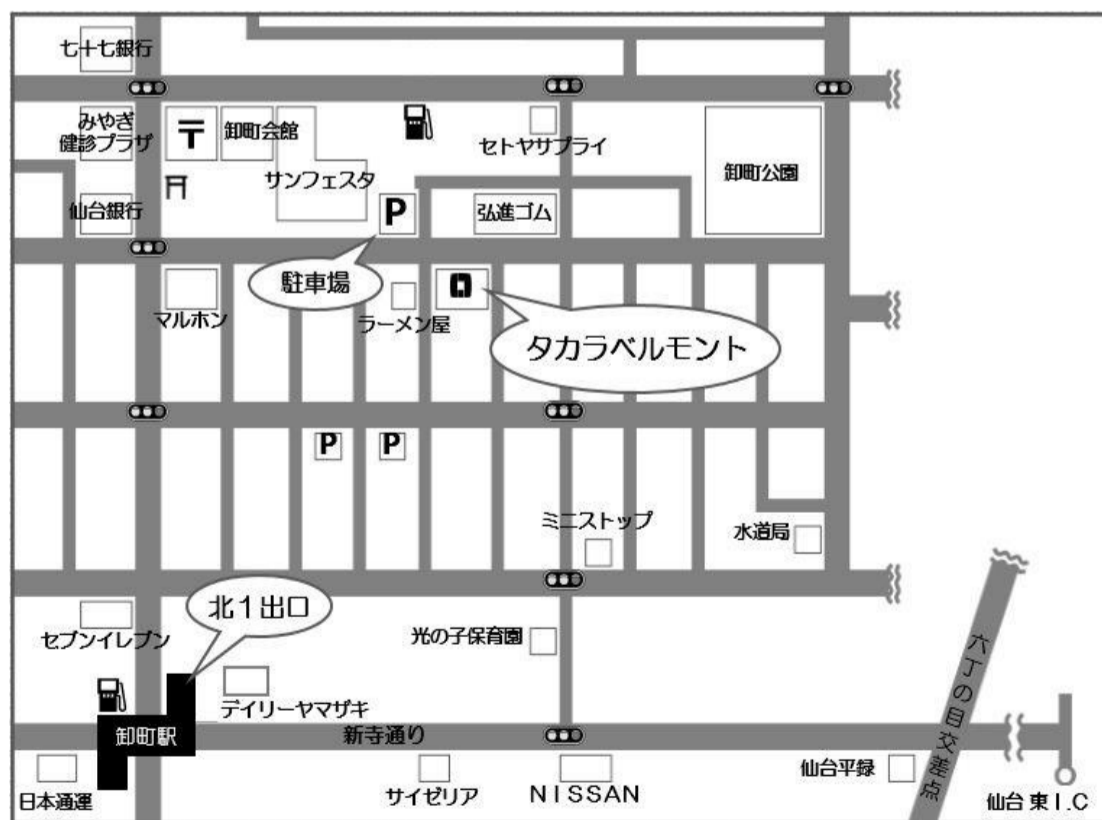 七十七銀行
みやぎ
健診プラザ
〒
卸町会館
サンフェスタ
セトヤサプライ
卸町公園
仙台銀行
P
弘進ゴム
駐車場
マルホン
ラーメン屋
タカラベルモント
P
P
ミニストップ
水道局
北1出口
セブンイレブン
光の子保育園
デイリーヤマザキ
卸町駅
新寺通り
六丁の目交差点
日本通運
サイゼリア
NISSAN
仙台平禄
仙台東I.C